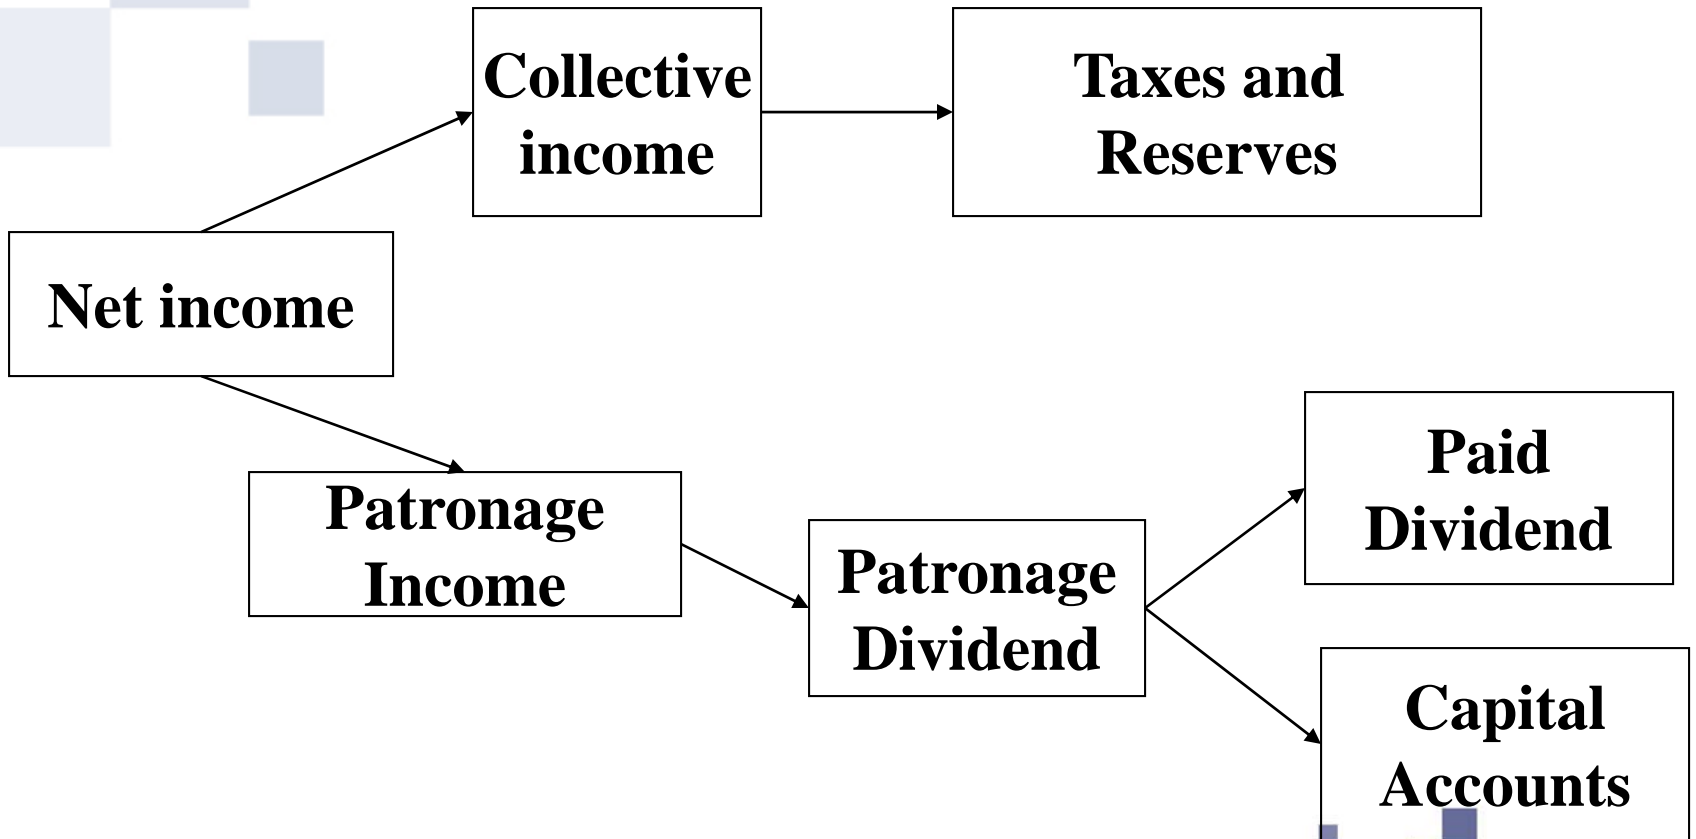 Collective
income
Taxes and
Reserves
Net income
Patronage
Income
Patronage
Dividend
Paid
Dividend
Capital
Accounts